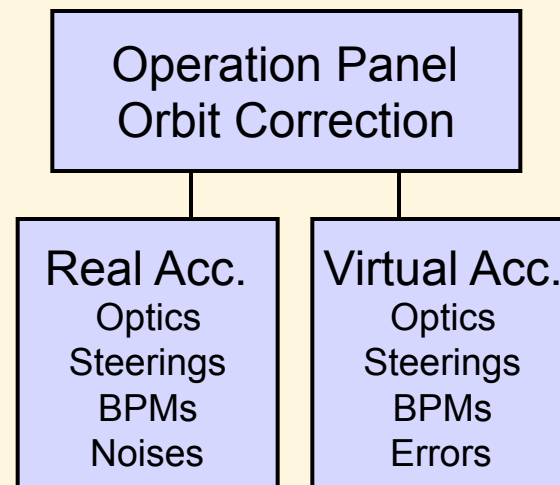 Operation Panel
Orbit Correction
Real Acc.
Optics
Steerings
BPMs
Noises
Virtual Acc.
Optics
Steerings
BPMs
Errors